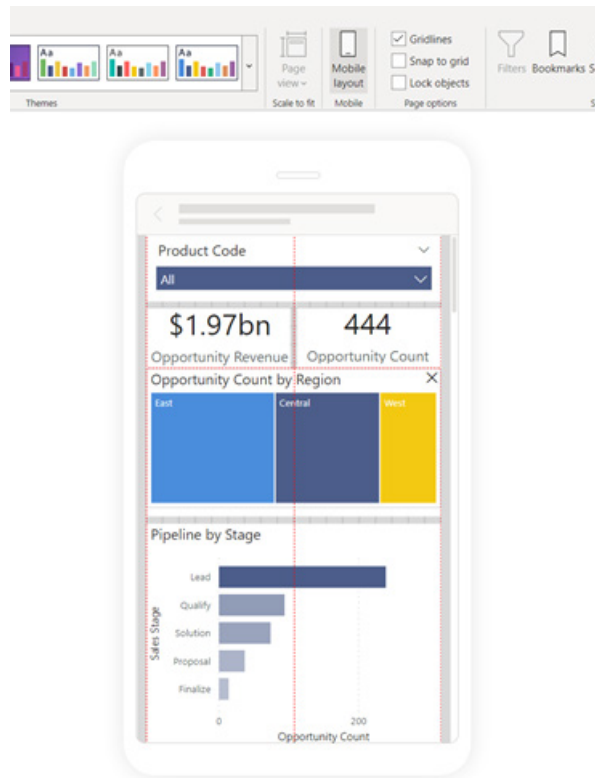 Aa
Aa
Aa
Page
view
Mobile
layout
Gridlines
Snap to grid
Lock objects
Filters
Bookmarks
S
Themes
Scale to fit
Mobile
Page options
S
Product Code
All
$1.97bn
444
Opportunity Revenue
Opportunity Count
Opportunity Count by Region
East
Central
West
Pipeline by Stage
Sales Stage
Lead
Qualify
Solution
Proposal
Finalize
0
200
Opportunity Count